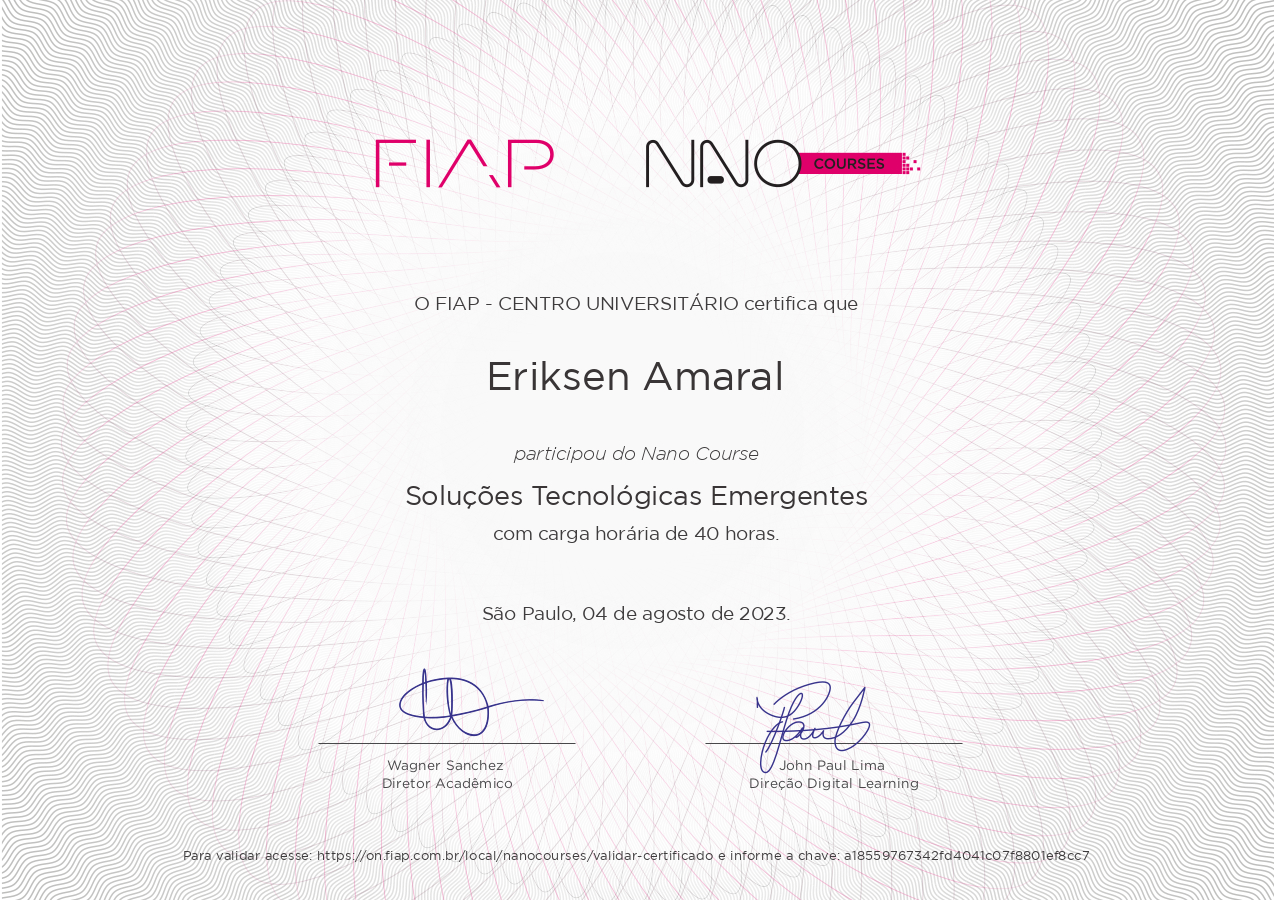 FIAP NANO COURSES
O FIAP - CENTRO UNIVERSITÁRIO certifica que
Eriksen Amaral
participou do Nano Course
Soluções Tecnológicas Emergentes
com carga horária de 40 horas.
São Paulo, 04 de agosto de 2023.
Wagner Sanchez
Diretor Acadêmico
John Paul Lima
Direção Digital Learning
Para validar acesse: https://on.fiap.com.br/local/nanocourses/validar-certificado e informe a chave: a18559767342fd4041c07f8801ef8cc7